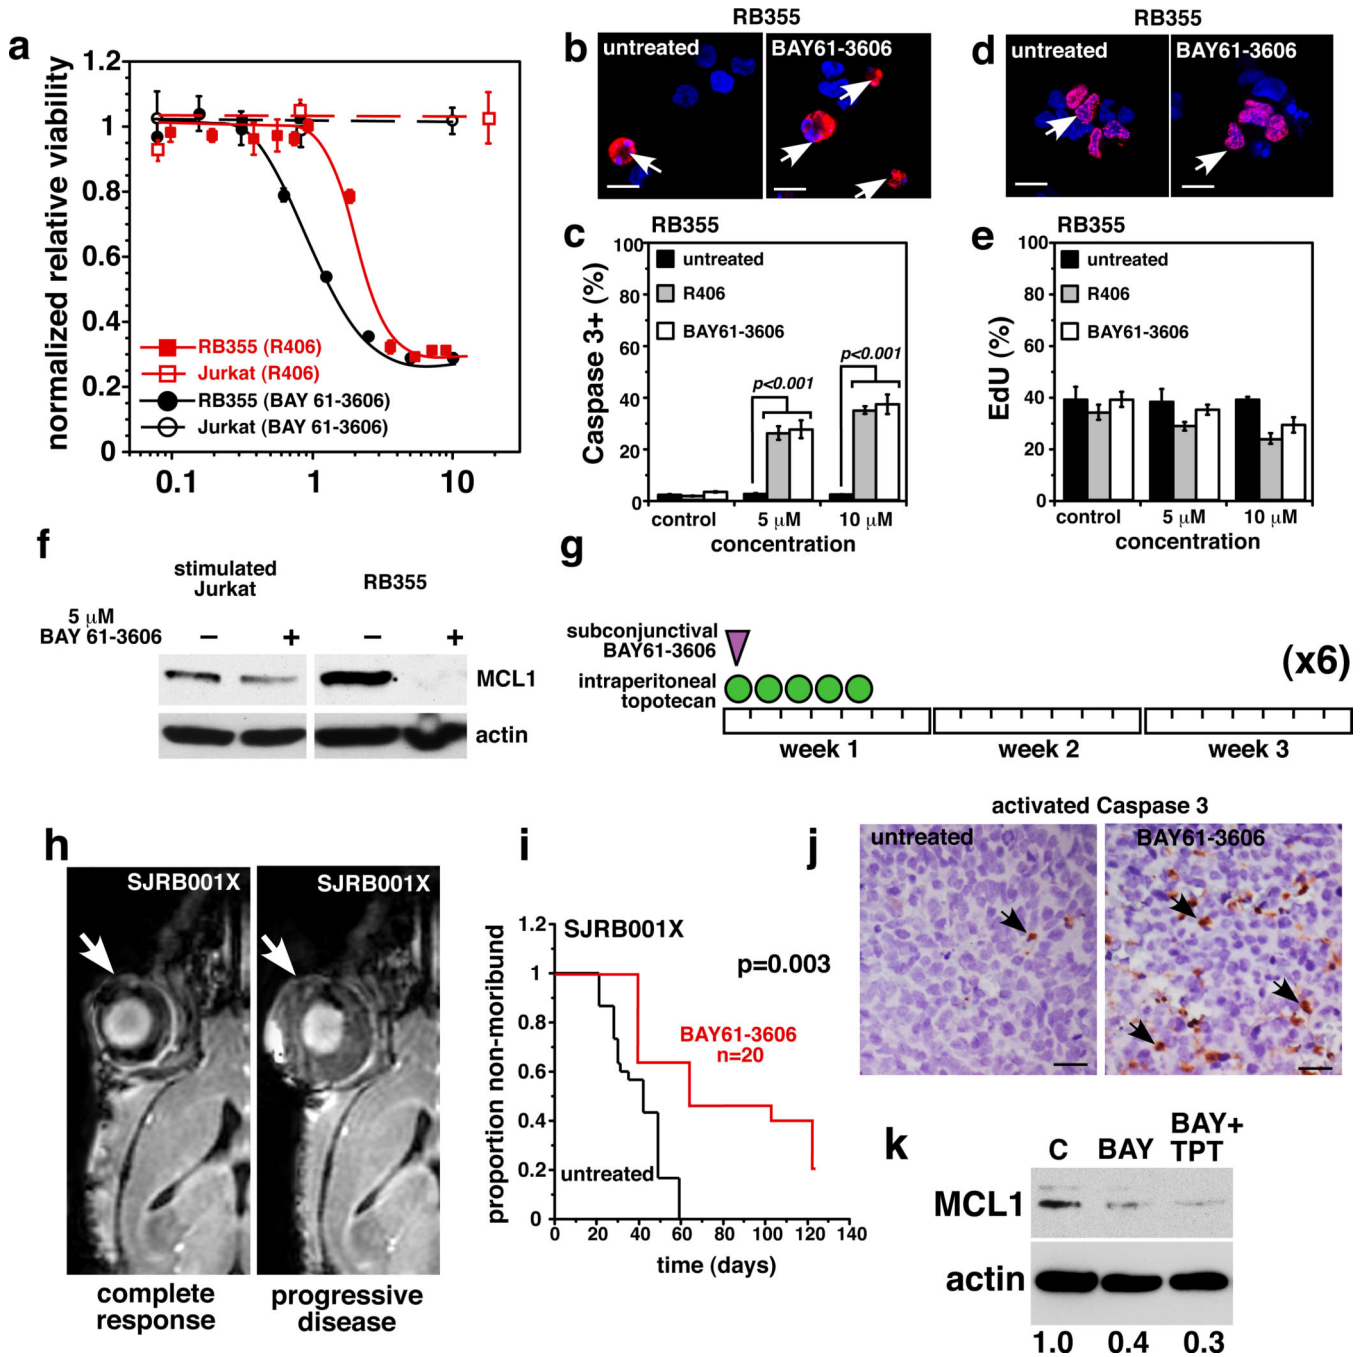 a
normalized relative viability
1.2
1
0.8
0.6
0.4
0.2
0
0.1
1
10
RB355 (R406)
Jurkat (R406)
RB355 (BAY 61-3606)
Jurkat (BAY 61-3606)
b
RB355
untreated
BAY61-3606
c
RB355
Caspase 3+ (%)
100
80
60
40
20
0
untreated
R406
BAY61-3606
p<0.001
p<0.001
control
5 μM
10 μM
concentration
d
RB355
untreated
BAY61-3606
e
RB355
EdU (%)
100
80
60
40
20
0
untreated
R406
BAY61-3606
control
5 μM
10 μM
concentration
f
stimulated
Jurkat
RB355
5 μM
BAY 61-3606
− + − +
MCL1
actin
g
subconjunctival
BAY61-3606
intraperitoneal
topotecan
(x6)
week 1
week 2
week 3
h
SJRB001X
SJRB001X
complete
response
progressive
disease
i
SJRB001X
p=0.003
proportion non-moribund
1.2
1
0.8
0.6
0.4
0.2
0
BAY61-3606
n=20
untreated
0 20 40 60 80 100 120 140
time (days)
j
activated Caspase 3
untreated
BAY61-3606
k
C BAY BAY+
TPT
MCL1
actin
1.0 0.4 0.3